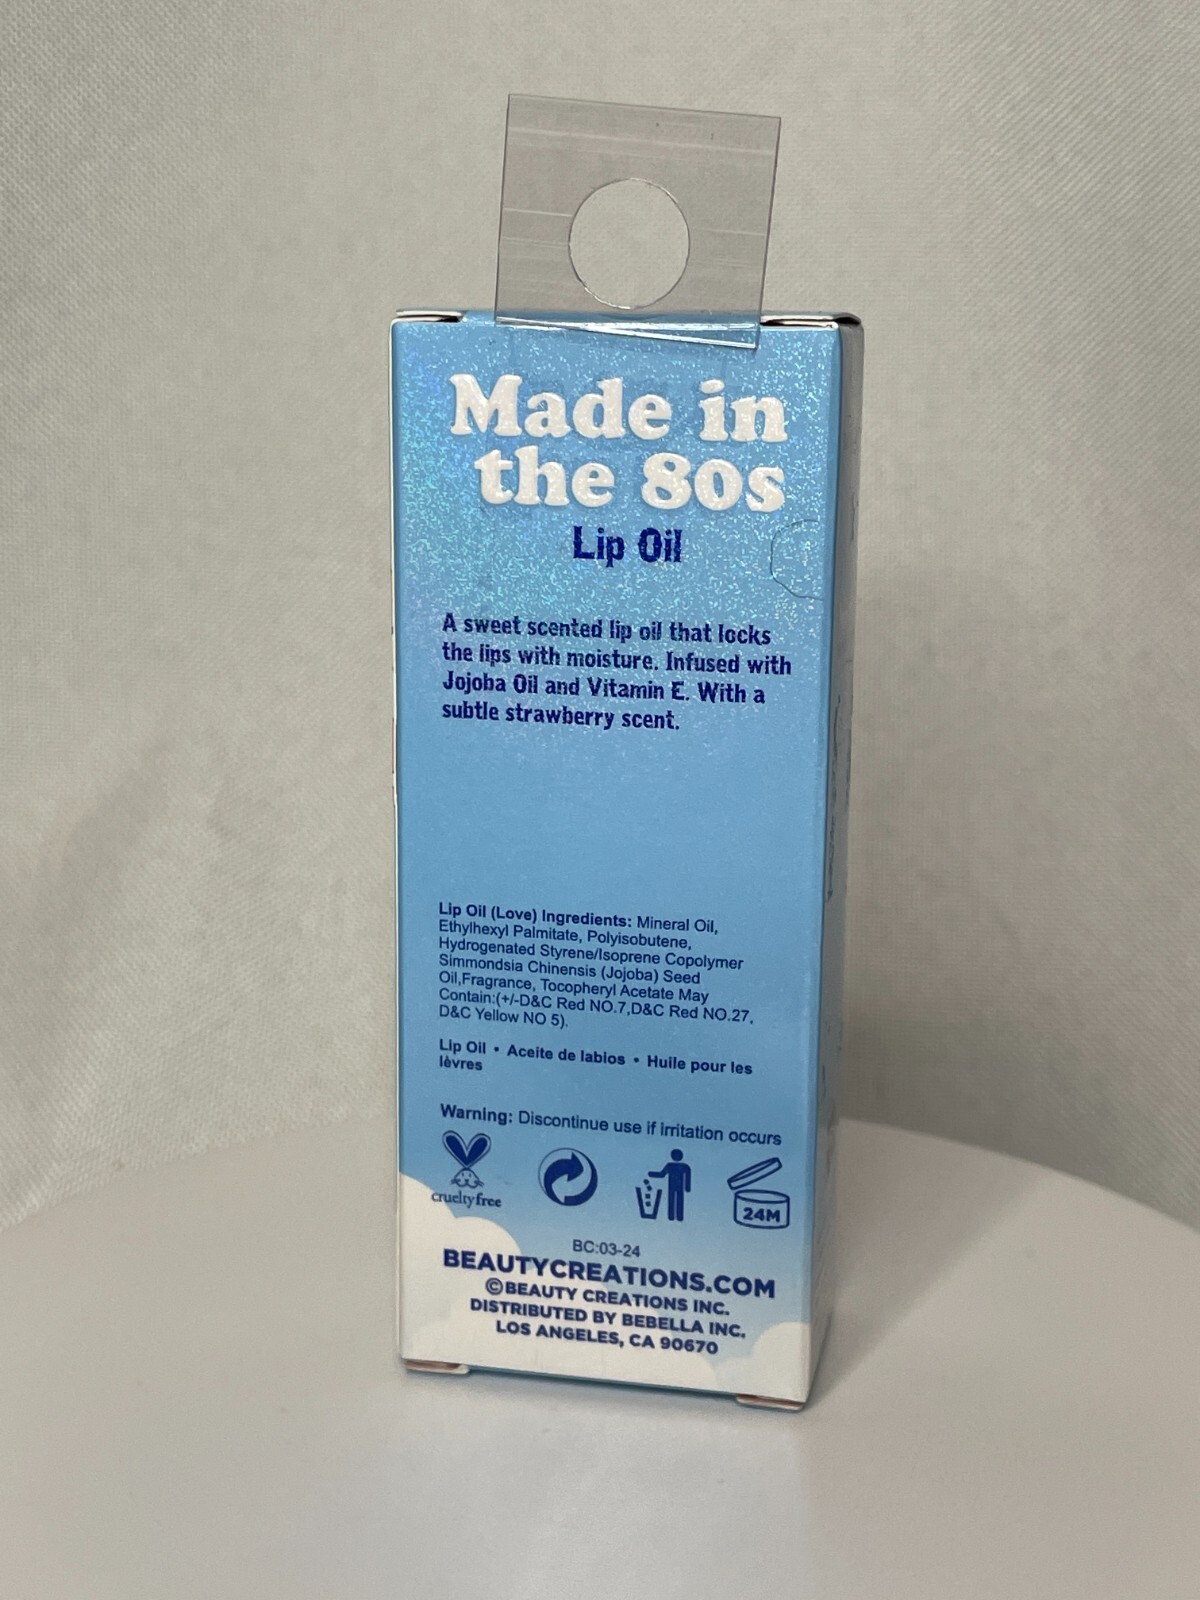 Made in
the 80s
Lip Oil
A sweet scented lip oil that locks
the lips with moisture. Infused with
Jojoba Oil and Vitamin E. With a
subtle strawberry scent.
Lip Oil (Love) Ingredients: Mineral Oil,
Ethylhexyl Palmitate, Polyisobutene,
Hydrogenated Styrene/Isoprene Copolymer
Simmondsia Chinensis (Jojoba) Seed
Oil,Fragrance, Tocopheryl Acetate May
Contain:(+/-D&C Red NO.7,D&C Red NO.27,
D&C Yellow NO 5).
Lip Oil • Aceite de labios • Huile pour les
lèvres
Warning: Discontinue use if irritation occurs
crueltyfree
24M
BC:03-24
BEAUTYCREATIONS.COM
©BEAUTY CREATIONS INC.
DISTRIBUTED BY BEBELLA INC.
LOS ANGELES, CA 90670